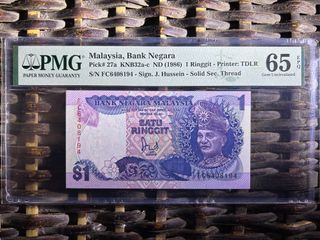 PMG
PAPER MONEY GUARANTY
Malaysia, Bank Negara
Pick# 27a KNB32a-c ND (1986) 1 Ringgit - Printer: TDLR
S/N FC6408194 - Sign. J. Hussein - Solid Sec. Thread
65 EPQ
Gem Uncirculated
BANK NEGARA MALAYSIA
SATU
RINGGIT
$1
FC6408194
FC6408194
1